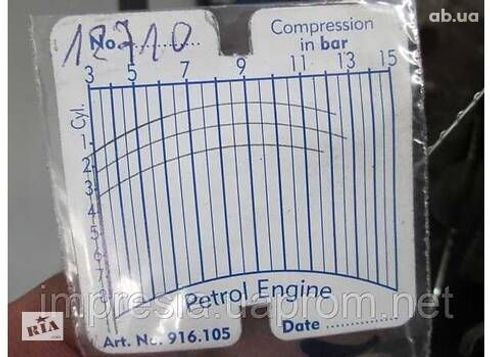 ab.ua
No. 12710
Compression
in bar
3 5 7 9 11 13 15
Cyl.
1
2
3
4
5
6
7
8
impresia.uaprom.net
Petrol Engine
Art. No. 916.105
Date ...............
RIA
.com